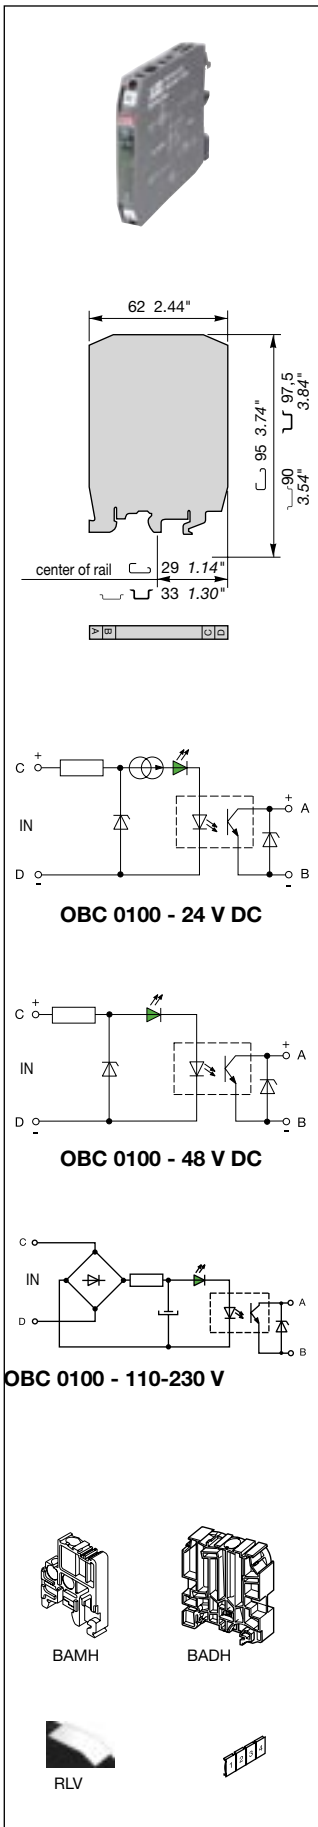 62 2.44"
95 3.74"
97,5
3.84"
90
3.54"
center of rail 29 1.14"
33 1.30"
A B C D
C +
IN
D -
+ A
- B
OBC 0100 - 24 V DC
C +
IN
D -
+ A
- B
OBC 0100 - 48 V DC
C
IN
D
A
B
OBC 0100 - 110-230 V
BAMH BADH
RLV
1 2 3 4